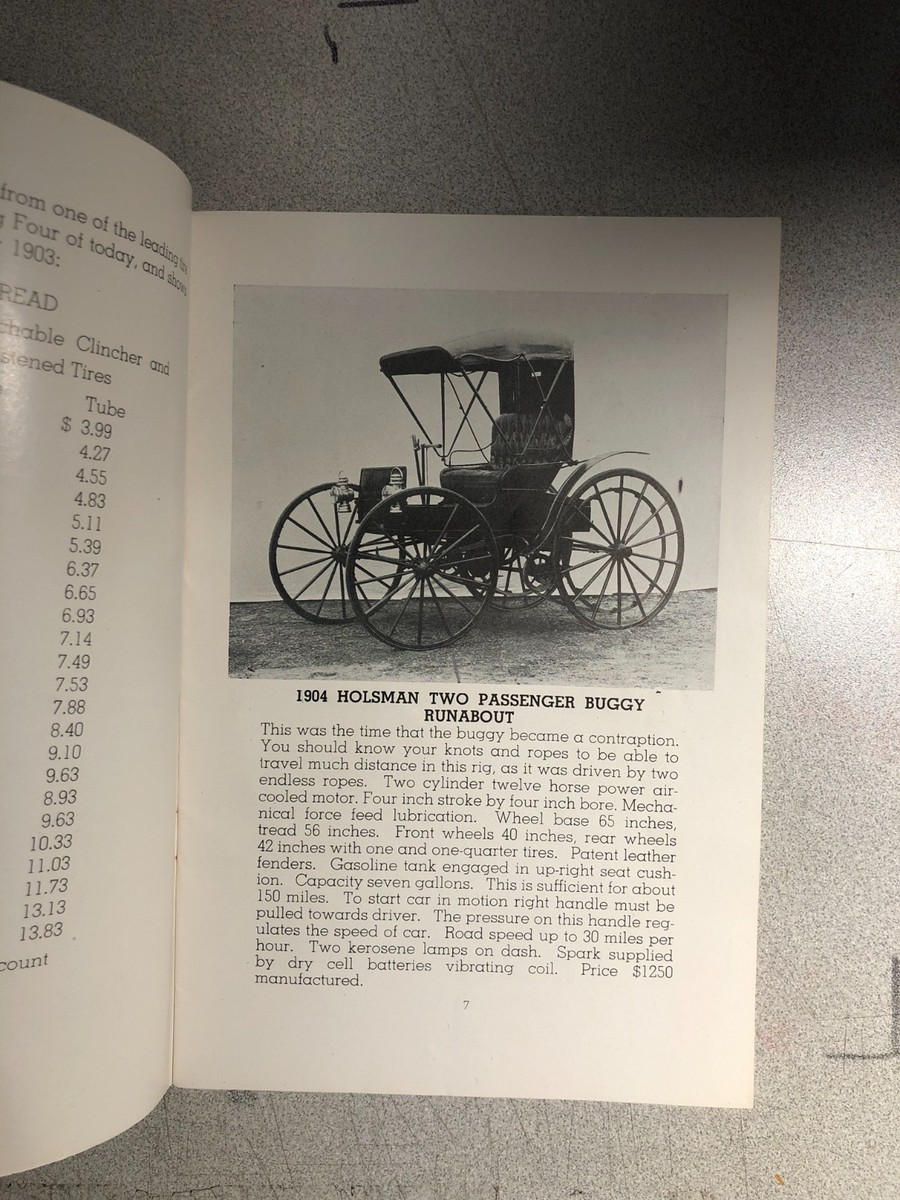 from one of the leading tire
Four of today, and shows
1903:
READ
chable Clincher and
stened Tires
Tube
$ 3.99
4.27
4.55
4.83
5.11
5.39
6.37
6.65
6.93
7.14
7.49
7.53
7.88
8.40
9.10
9.63
8.93
9.63
10.33
11.03
11.73
13.13
13.83
count
1904 HOLSMAN TWO PASSENGER BUGGY
RUNABOUT
This was the time that the buggy became a contraption.
You should know your knots and ropes to be able to
travel much distance in this rig, as it was driven by two
endless ropes. Two cylinder twelve horse power air-
cooled motor. Four inch stroke by four inch bore. Mecha-
nical force feed lubrication. Wheel base 65 inches,
tread 56 inches. Front wheels 40 inches, rear wheels
42 inches with one and one-quarter tires. Patent leather
fenders. Gasoline tank engaged in up-right seat cush-
ion. Capacity seven gallons. This is sufficient for about
150 miles. To start car in motion right handle must be
pulled towards driver. The pressure on this handle reg-
ulates the speed of car. Road speed up to 30 miles per
hour. Two kerosene lamps on dash. Spark supplied
by dry cell batteries vibrating coil. Price $1250
manufactured.
7